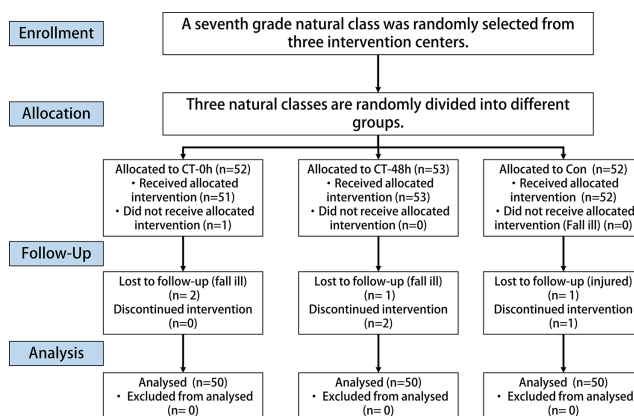 Enrollment
A seventh grade natural class was randomly selected from
three intervention centers.
Allocation
Three natural classes are randomly divided into different
groups.
Allocated to CT-0h (n=52)
• Received allocated
intervention (n=51)
• Did not receive allocated
intervention (n=1)
Allocated to CT-48h (n=53)
• Received allocated
intervention (n=53)
• Did not receive allocated
intervention (n=0)
Allocated to Con (n=52)
• Received allocated
intervention (n=52)
• Did not receive allocated
intervention (Fall ill) (n=0)
Follow-Up
Lost to follow-up (fall ill)
(n= 2)
Discontinued intervention
(n=0)
Lost to follow-up (fall ill)
(n= 1)
Discontinued intervention
(n=2)
Lost to follow-up (injured)
(n= 1)
Discontinued intervention
(n=1)
Analysis
Analysed (n=50)
• Excluded from analysed
(n= 0)
Analysed (n=50)
• Excluded from analysed
(n= 0)
Analysed (n=50)
• Excluded from analysed
(n= 0)